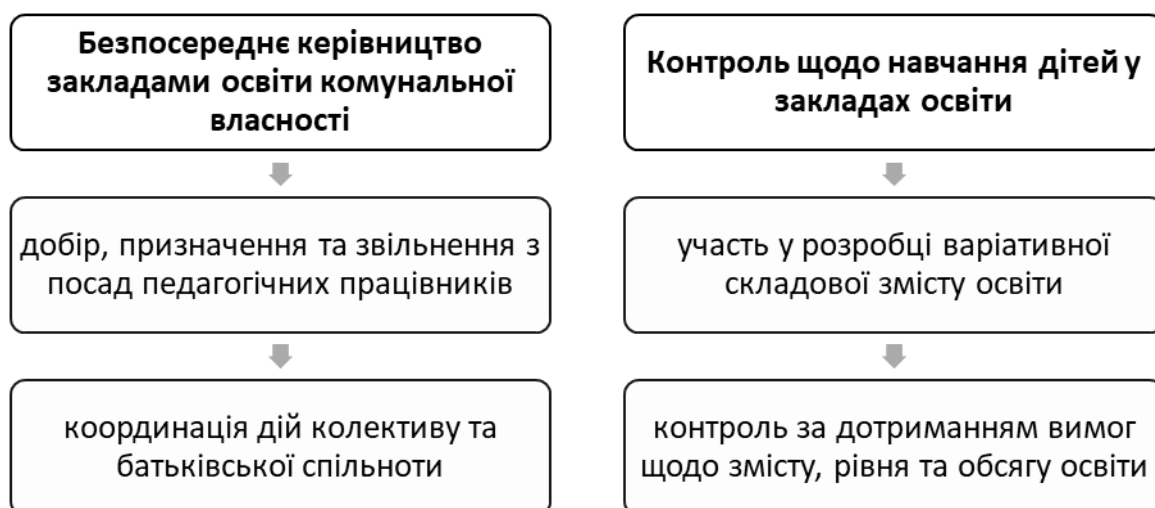 Безпосереднє керівництво
закладами освіти комунальної
власності
добір, призначення та звільнення з
посад педагогічних працівників
координація дій колективу та
батьківської спільноти
Контроль щодо навчання дітей у
закладах освіти
участь у розробці варіативної
складової змісту освіти
контроль за дотриманням вимог
щодо змісту, рівня та обсягу освіти